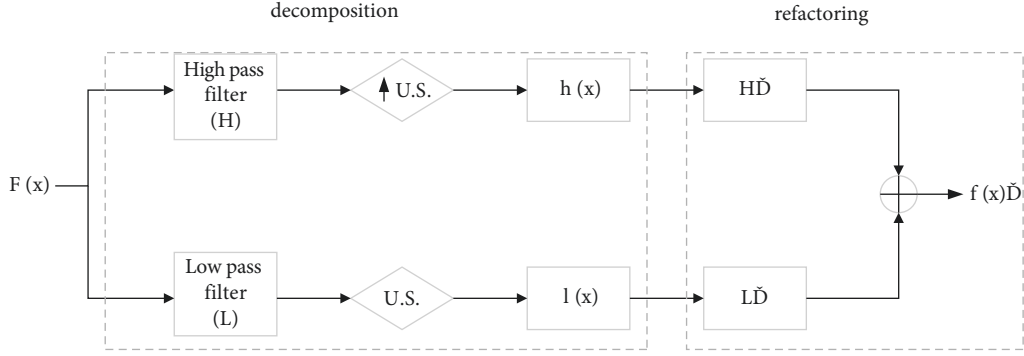 decomposition
refactoring
High pass
filter
(H)
U.S.
h (x)
HĎ
F (x)
f (x)Ď
Low pass
filter
(L)
U.S.
l (x)
LĎ